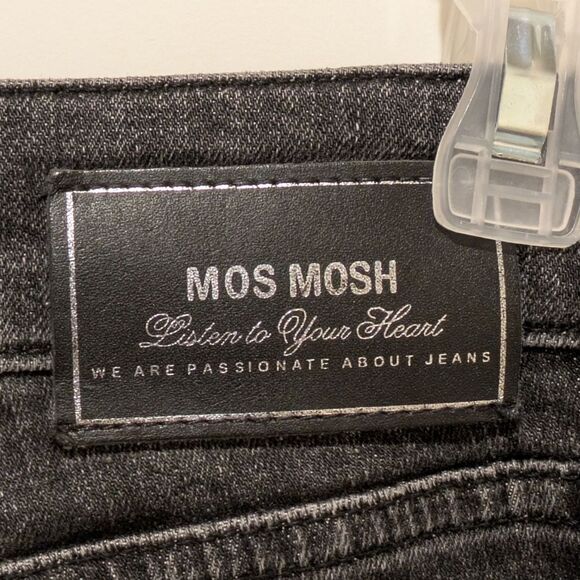 MOS MOSH
Listen to Your Heart
WE ARE PASSIONATE ABOUT JEANS